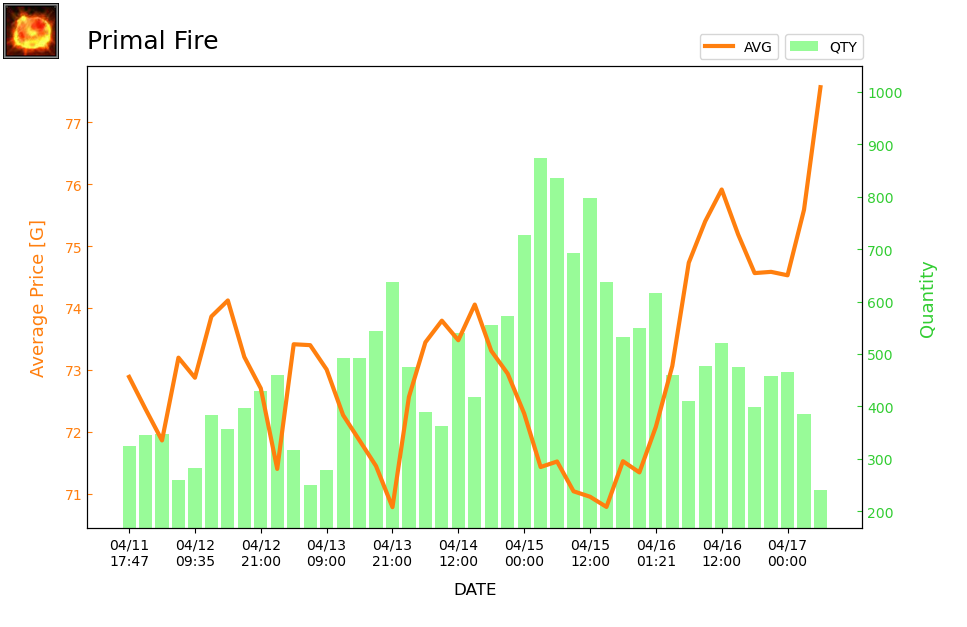 Primal Fire
AVG
QTY
Average Price [G]
77
76
75
74
73
72
71
1000
900
800
700
600
500
400
300
200
Quantity
04/11 04/12 04/12 04/13 04/13 04/14 04/15 04/15 04/16 04/16 04/17
17:47 09:35 21:00 09:00 21:00 12:00 00:00 12:00 01:21 12:00 00:00
DATE